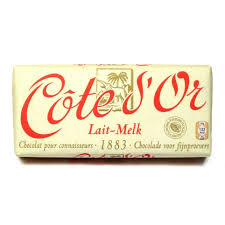 Côte d'Or
Lait-Melk
Chocolat pour connaisseurs · 1883 · Chocolade voor fijnproevers